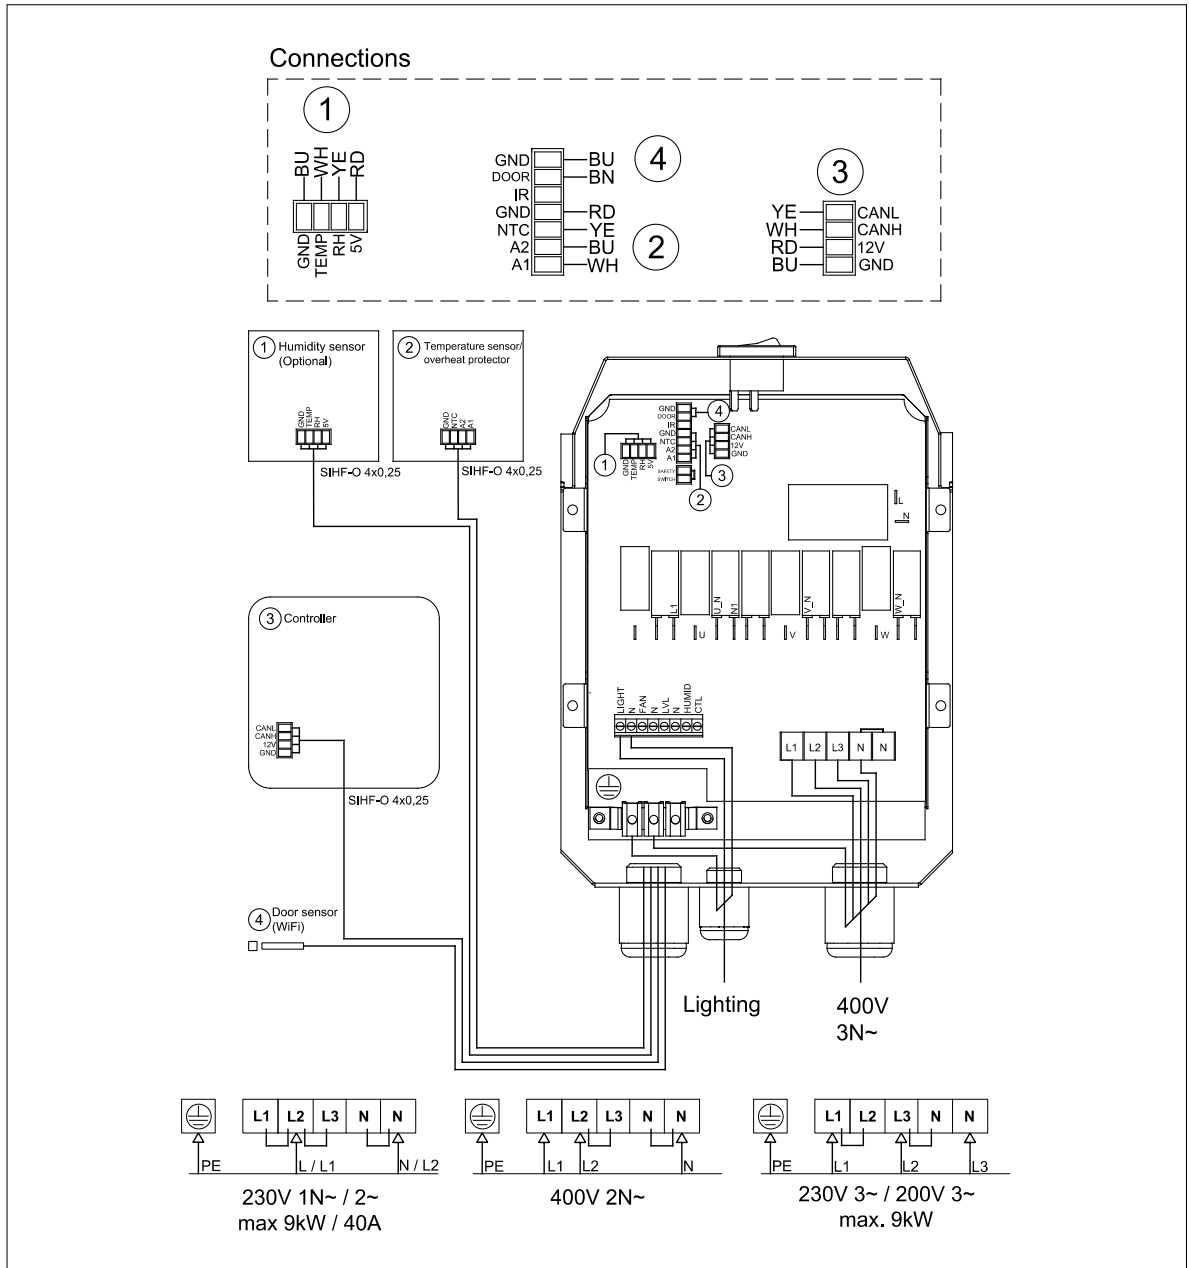 Connections
1
BU
WH
YE
RD
GND
TEMP
RH
5V
GND BU
DOOR BN
IR
GND RD
NTC YE
A2 BU
A1 WH
4
2
3
YE CANL
WH CANH
RD 12V
BU GND
1 Humidity sensor
(Optional)
GND
TEMP
RH
5V
SIHF-O 4x0,25
2 Temperature sensor/
overheat protector
GND
NTC
A2
A1
SIHF-O 4x0,25
3 Controller
CANL
CANH
12V
GND
SIHF-O 4x0,25
4 Door sensor
(WiFi)
GND
DOOR
IR
GND
NTC
A2
A1
SAFETY
SWITCH
4
CANL
CANH
12V
GND
1
GND
TEMP
RH
5V
3
2
L
N
L1
U_N
N1
V_N
W_N
U
V
W
LIGHT
N
FAN
N
LVL
N
HUMID
CTL
L1 L2 L3 N N
Lighting
400V
3N~
L1 L2 L3 N N
PE L / L1 N / L2
230V 1N~ / 2~
max 9kW / 40A
L1 L2 L3 N N
PE L1 L2 N
400V 2N~
L1 L2 L3 N N
PE L1 L2 L3
230V 3~ / 200V 3~
max. 9kW